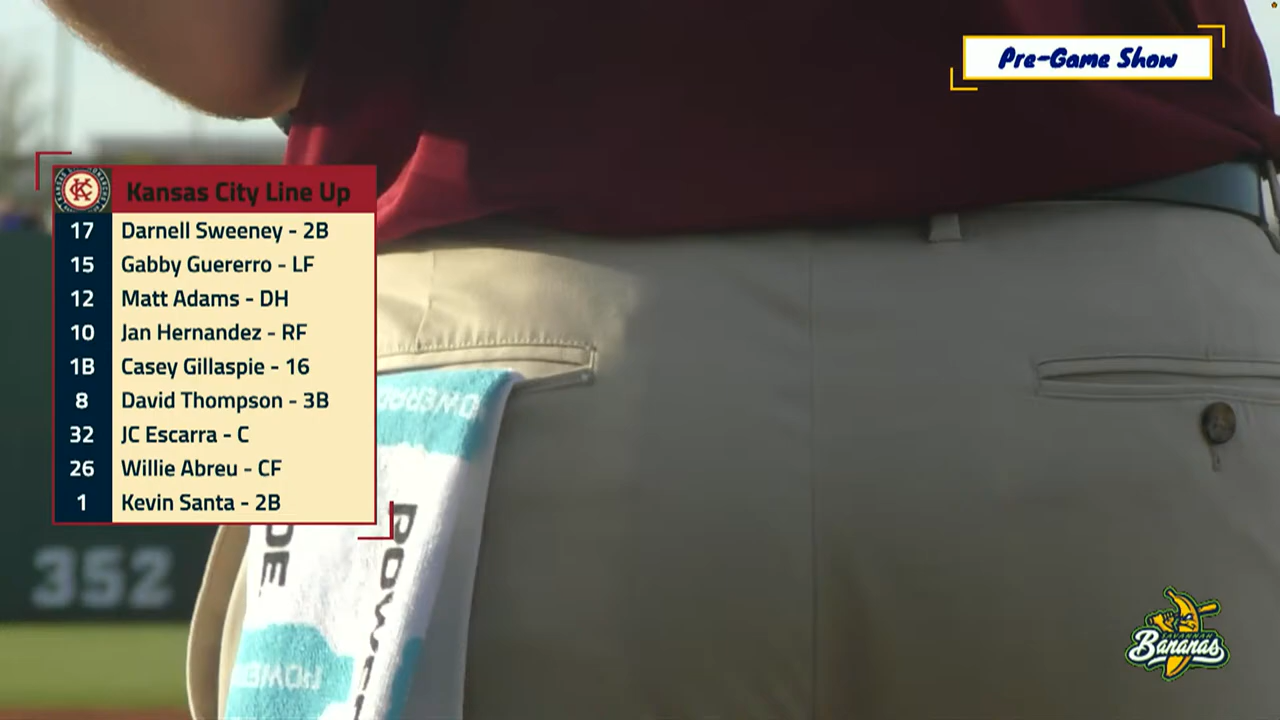 Pre-Game Show
KC Kansas City Line Up
17 Darnell Sweeney - 2B
15 Gabby Guererro - LF
12 Matt Adams - DH
10 Jan Hernandez - RF
1B Casey Gillaspie - 16
8 David Thompson - 3B
32 JC Escarra - C
26 Willie Abreu - CF
1 Kevin Santa - 2B
352
SAVANNAH
Bananas